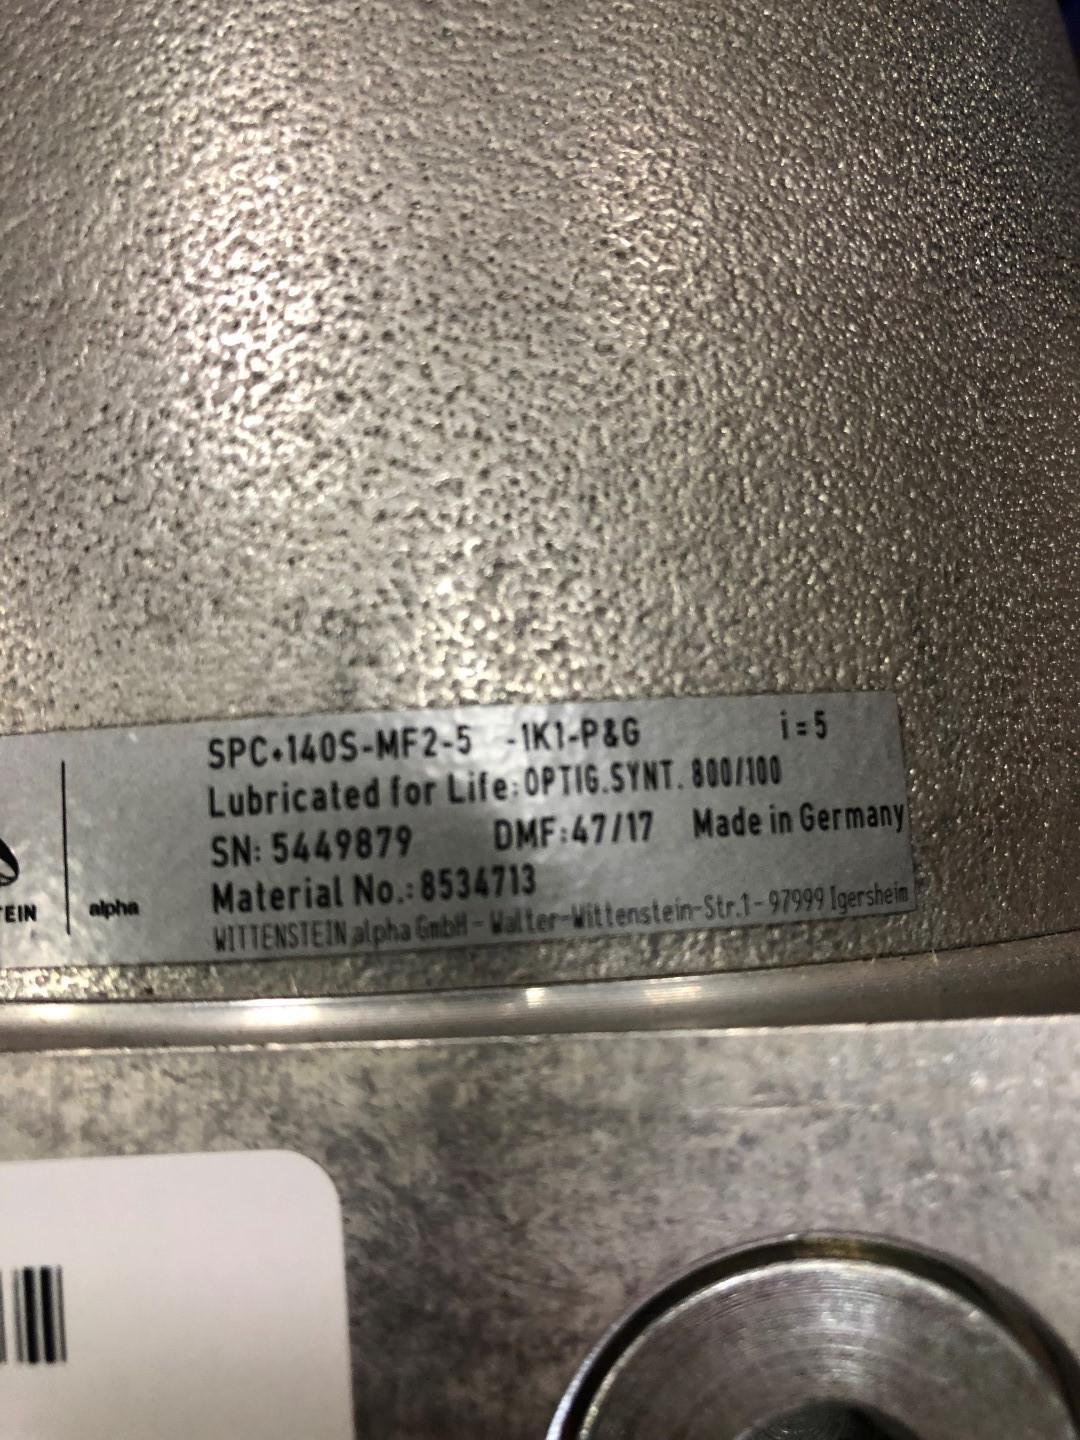 SPC+140S-MF2-5 -1K1-P&G i=5
Lubricated for Life: OPTIG.SYNT. 800/100
SN: 5449879 DMF:47/17 Made in Germany
Material No.: 8534713
WITTENSTEIN alpha GmbH - Walter-Wittenstein-Str.1 - 97999 Igersheim
TEIN alpha